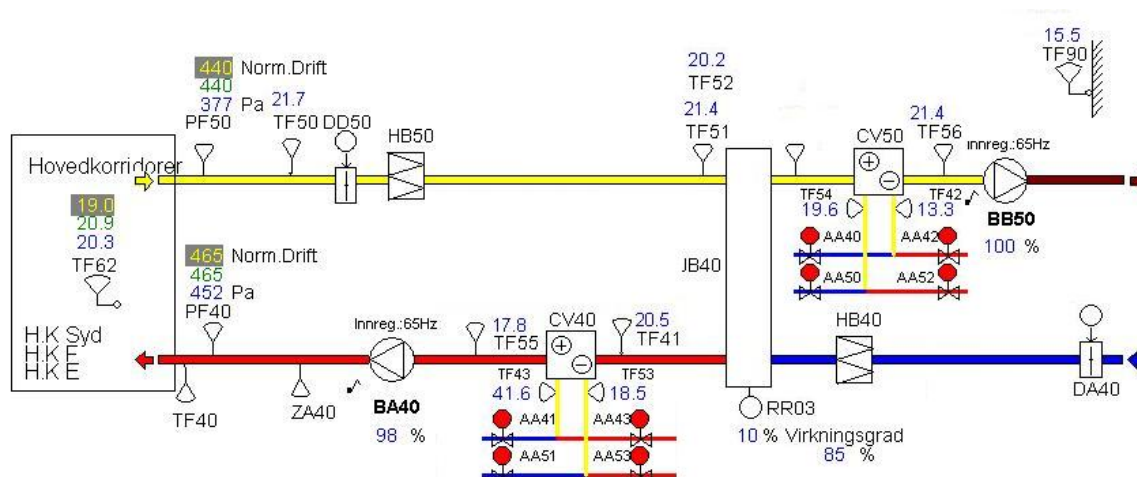 15.5
TF90
440 Norm.Drift
440
377 Pa
PF50
21.7
TF50
DD50
HB50
20.2
TF52
21.4
TF51
CV50
21.4
TF56
Innreg.:65Hz
Hovedkorridorer
19.0
20.9
20.3
TF62
TF54
19.6
TF42
13.3
BB50
100 %
AA40
AA42
AA50
AA52
465 Norm.Drift
465
452 Pa
PF40
JB40
Innreg.:65Hz
17.8
TF55
CV40
20.5
TF41
HB40
H.K Syd
H.K E
H.K E
TF43
41.6
TF53
18.5
DA40
TF40
ZA40
BA40
98 %
AA41
AA43
AA51
AA53
RR03
10 % Virkningsgrad
85 %